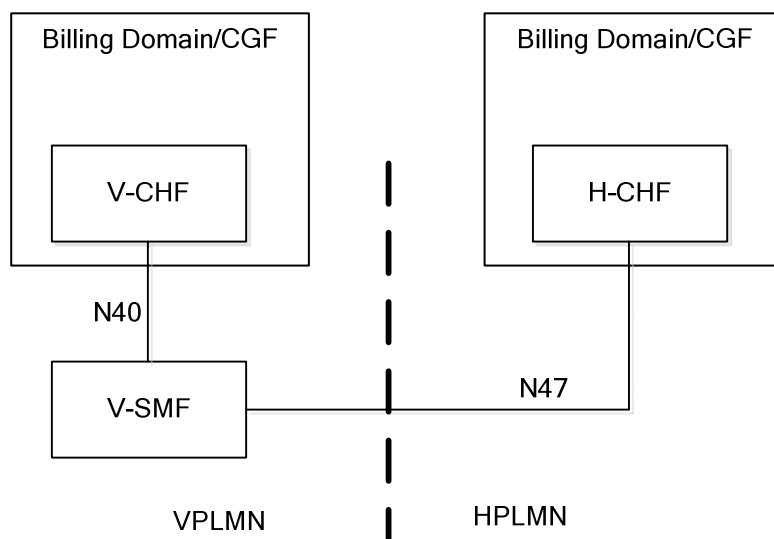 Billing Domain/CGF
Billing Domain/CGF
V-CHF
H-CHF
N40
V-SMF
N47
VPLMN
HPLMN